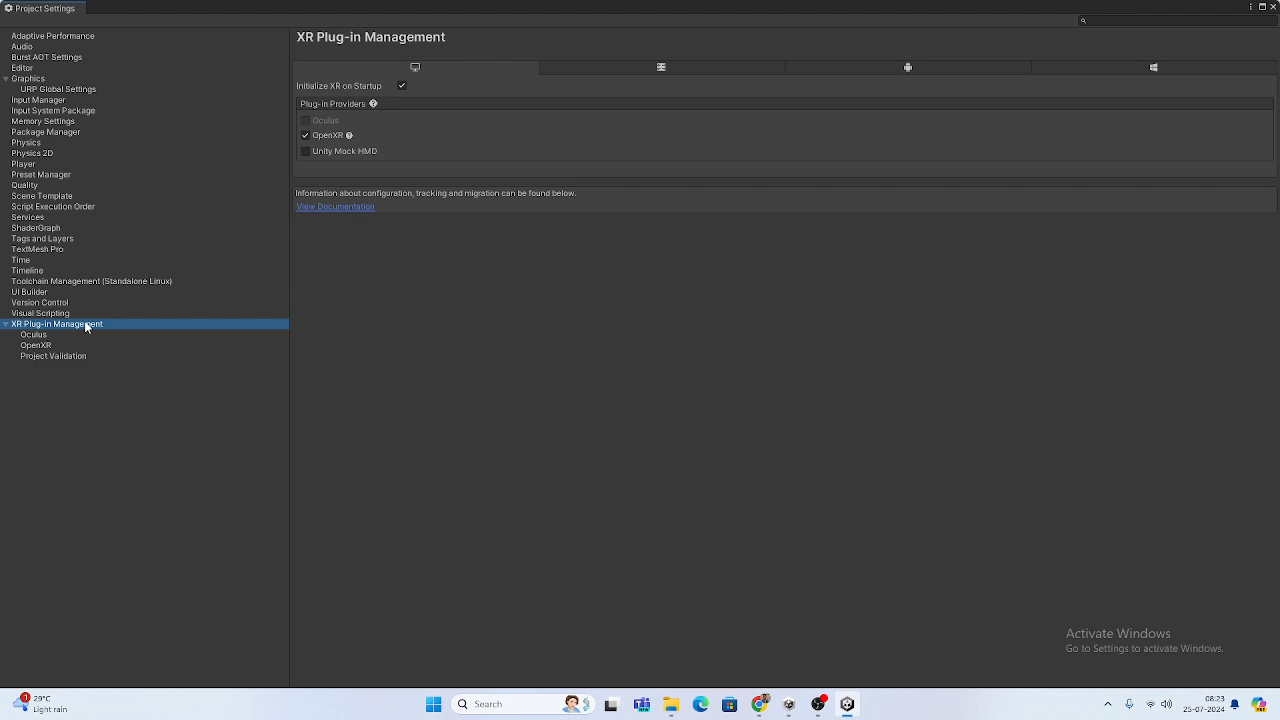 Project Settings
Adaptive Performance
Audio
Burst AOT Settings
Editor
Graphics
URP Global Settings
Input Manager
Input System Package
Memory Settings
Package Manager
Physics
Physics 2D
Player
Preset Manager
Quality
Scene Template
Script Execution Order
Services
ShaderGraph
Tags and Layers
TextMesh Pro
Time
Timeline
Toolchain Management (Standalone Linux)
UI Builder
Version Control
Visual Scripting
XR Plug-in Management
Oculus
OpenXR
Project Validation
XR Plug-in Management
Initialize XR on Startup
Plug-in Providers
Oculus
OpenXR
Unity Mock HMD
Information about configuration, tracking and migration can be found below.
View Documentation
Activate Windows
Go to Settings to activate Windows.
1
29°C
Light rain
Search
08:23
25-07-2024